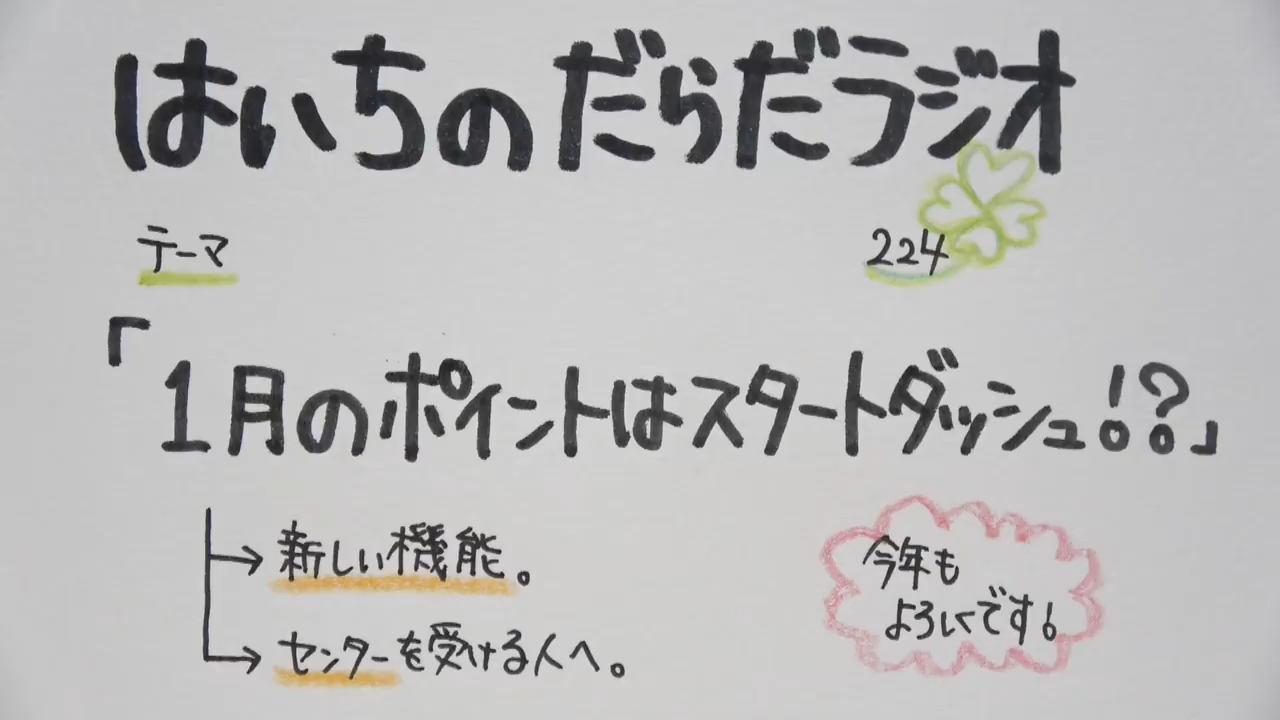 はいちのだらだラジオ
テーマ
224
「1月のポイントはスタートダッシュ!?」
新しい機能。
センターを受ける人へ。
今年も
よろしくです!